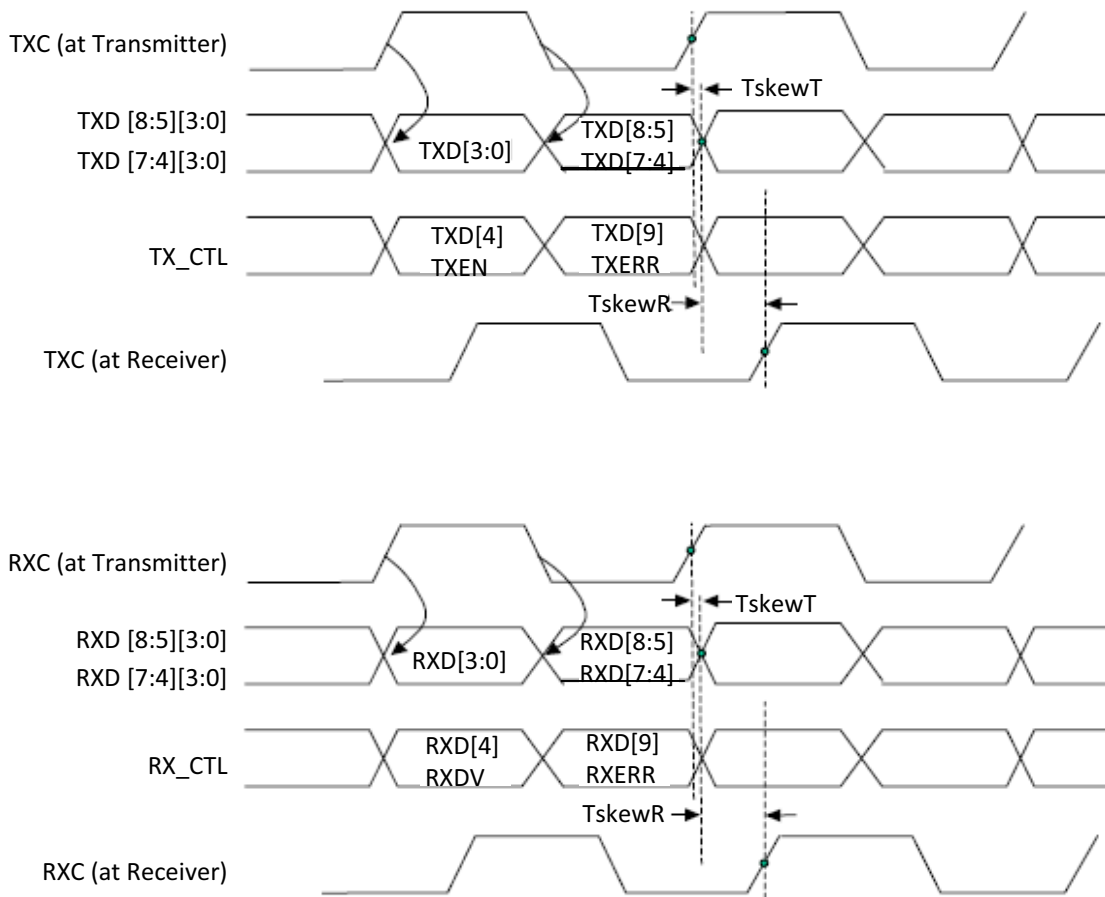 TXC (at Transmitter)
TskewT
TXD [8:5][3:0]
TXD [7:4][3:0]
TXD[3:0]
TXD[8:5]
TXD[7:4]
TX_CTL
TXD[4]
TXEN
TXD[9]
TXERR
TskewR
TXC (at Receiver)
RXC (at Transmitter)
TskewT
RXD [8:5][3:0]
RXD [7:4][3:0]
RXD[3:0]
RXD[8:5]
RXD[7:4]
RX_CTL
RXD[4]
RXDV
RXD[9]
RXERR
TskewR
RXC (at Receiver)